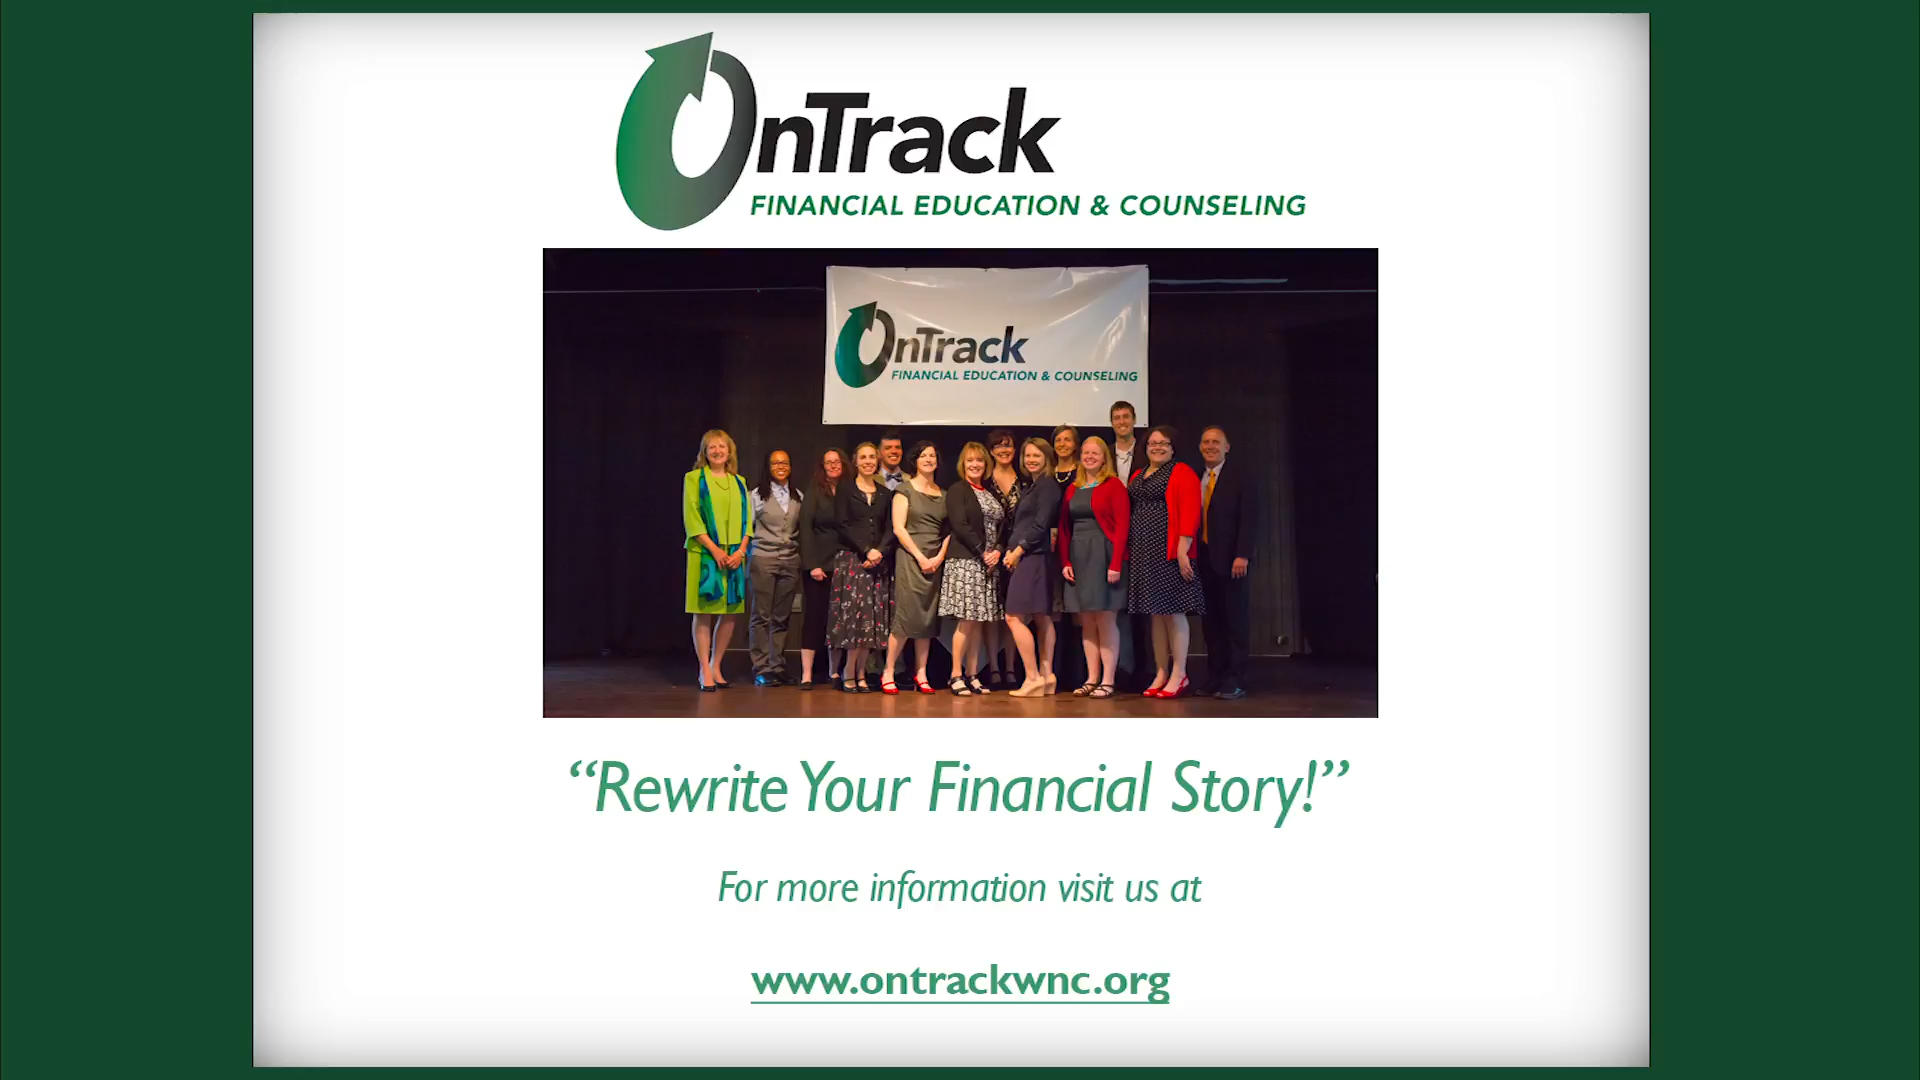 OnTrack
FINANCIAL EDUCATION & COUNSELING
OnTrack
FINANCIAL EDUCATION & COUNSELING
“Rewrite Your Financial Story!”
For more information visit us at
www.ontrackwnc.org